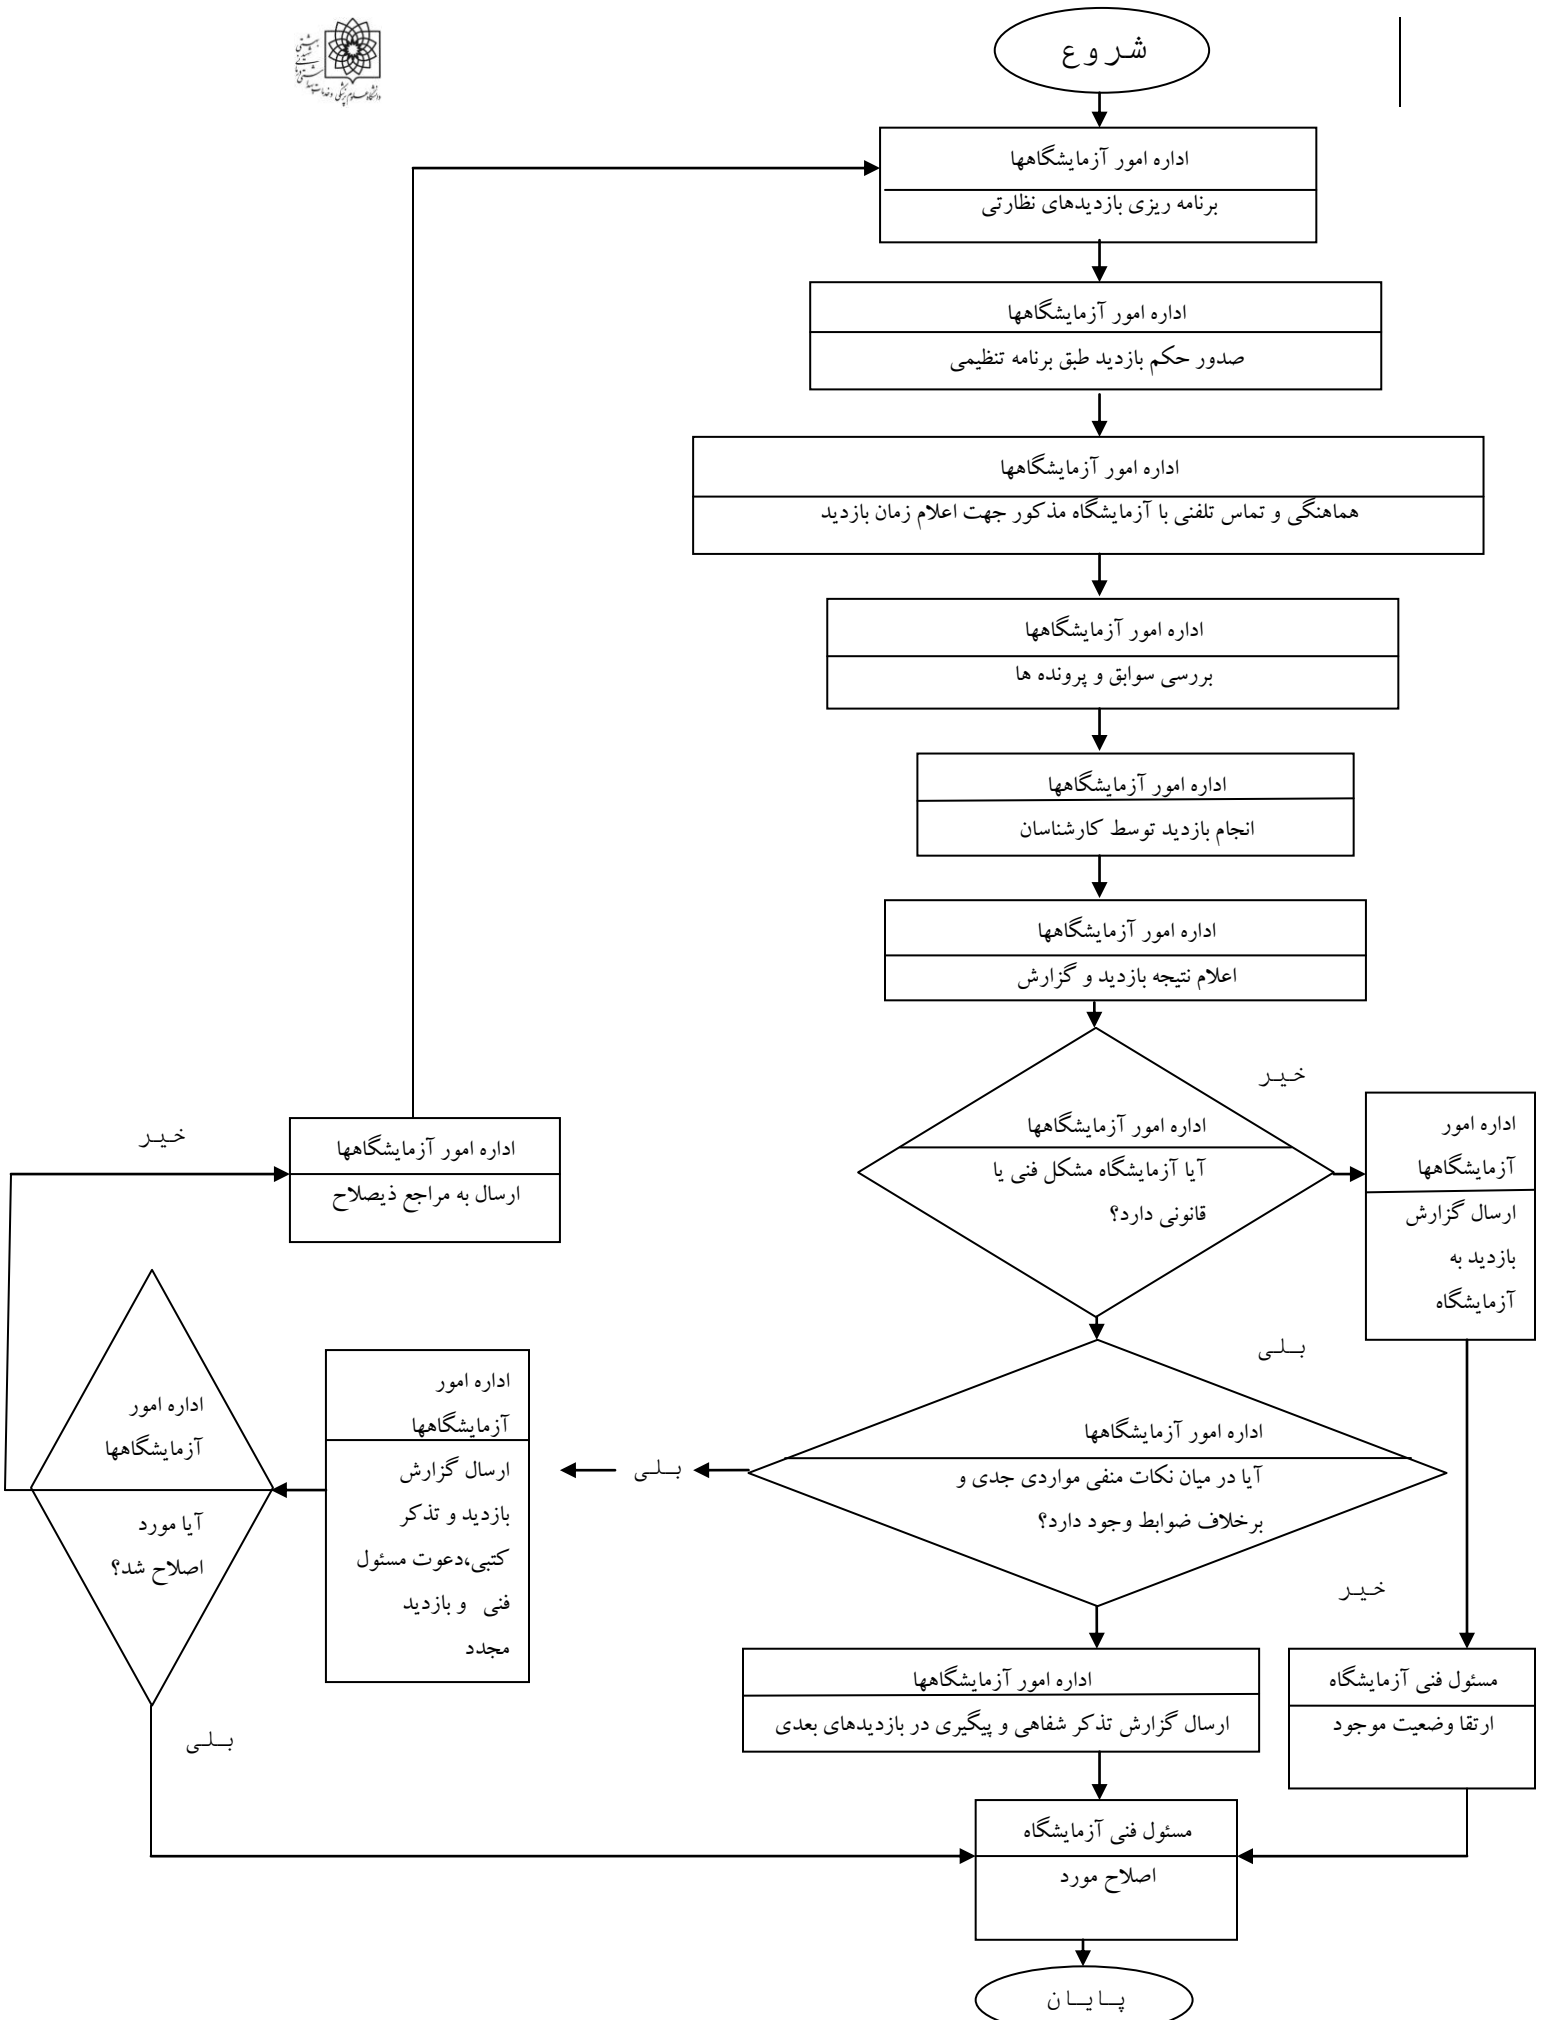 شروع
اداره امور آزمایشگاهها
برنامه ریزی بازدیدهای نظارتی
اداره امور آزمایشگاهها
صدور حکم بازدید طبق برنامه تنظیمی
اداره امور آزمایشگاهها
هماهنگی و تماس تلفنی با آزمایشگاه مذکور جهت اعلام زمان بازدید
اداره امور آزمایشگاهها
بررسی سوابق و پرونده ها
اداره امور آزمایشگاهها
انجام بازدید توسط کارشناسان
اداره امور آزمایشگاهها
اعلام نتیجه بازدید و گزارش
اداره امور آزمایشگاهها
آیا آزمایشگاه مشکل فنی یا
قانونی دارد؟
خیر
اداره امور
آزمایشگاهها
ارسال گزارش
بازدید به
آزمایشگاه
بلی
اداره امور آزمایشگاهها
آیا در میان نکات منفی مواردی جدی و
برخلاف ضوابط وجود دارد؟
بلی
خیر
اداره امور
آزمایشگاهها
ارسال گزارش
بازدید و تذکر
کتبی،دعوت مسئول
فنی و بازدید
مجدد
اداره امور
آزمایشگاهها
آیا مورد
اصلاح شد؟
خیر
اداره امور آزمایشگاهها
ارسال به مراجع ذیصلاح
بلی
مسئول فنی آزمایشگاه
ارتقا وضعیت موجود
اداره امور آزمایشگاهها
ارسال گزارش تذکر شفاهی و پیگیری در بازدیدهای بعدی
مسئول فنی آزمایشگاه
اصلاح مورد
پایان